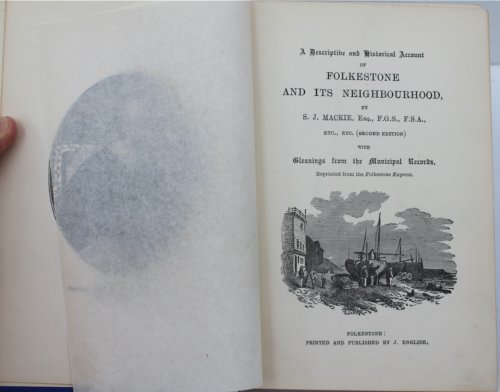 A Descriptive and Historical Account
OF
FOLKESTONE
AND ITS NEIGHBOURHOOD,
BY
S. J. MACKIE, Esq., F.G.S., F.S.A.,
ETC., ETC. (SECOND EDITION)
WITH
Gleanings from the Municipal Records.
Reprinted from the Folkestone Express.
FOLKESTONE:
PRINTED AND PUBLISHED BY J. ENGLISH,